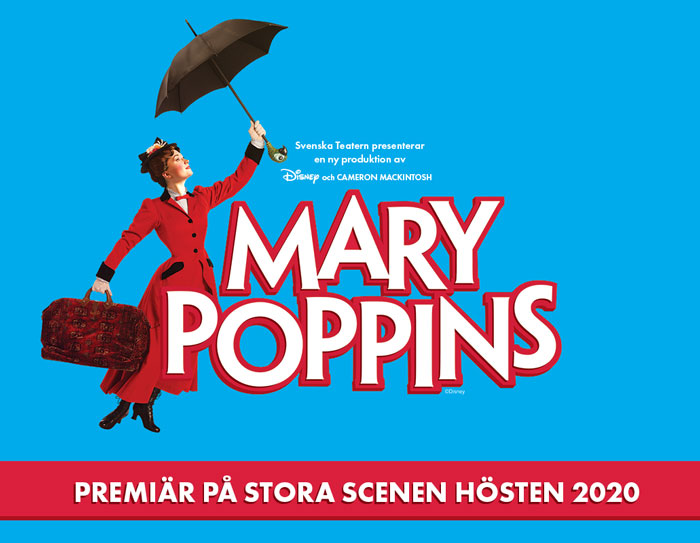 Svenska Teatern presenterar
en ny produktion av
Disney och CAMERON MACKINTOSH
MARY
POPPINS
©Disney
PREMIÄR PÅ STORA SCENEN HÖSTEN 2020